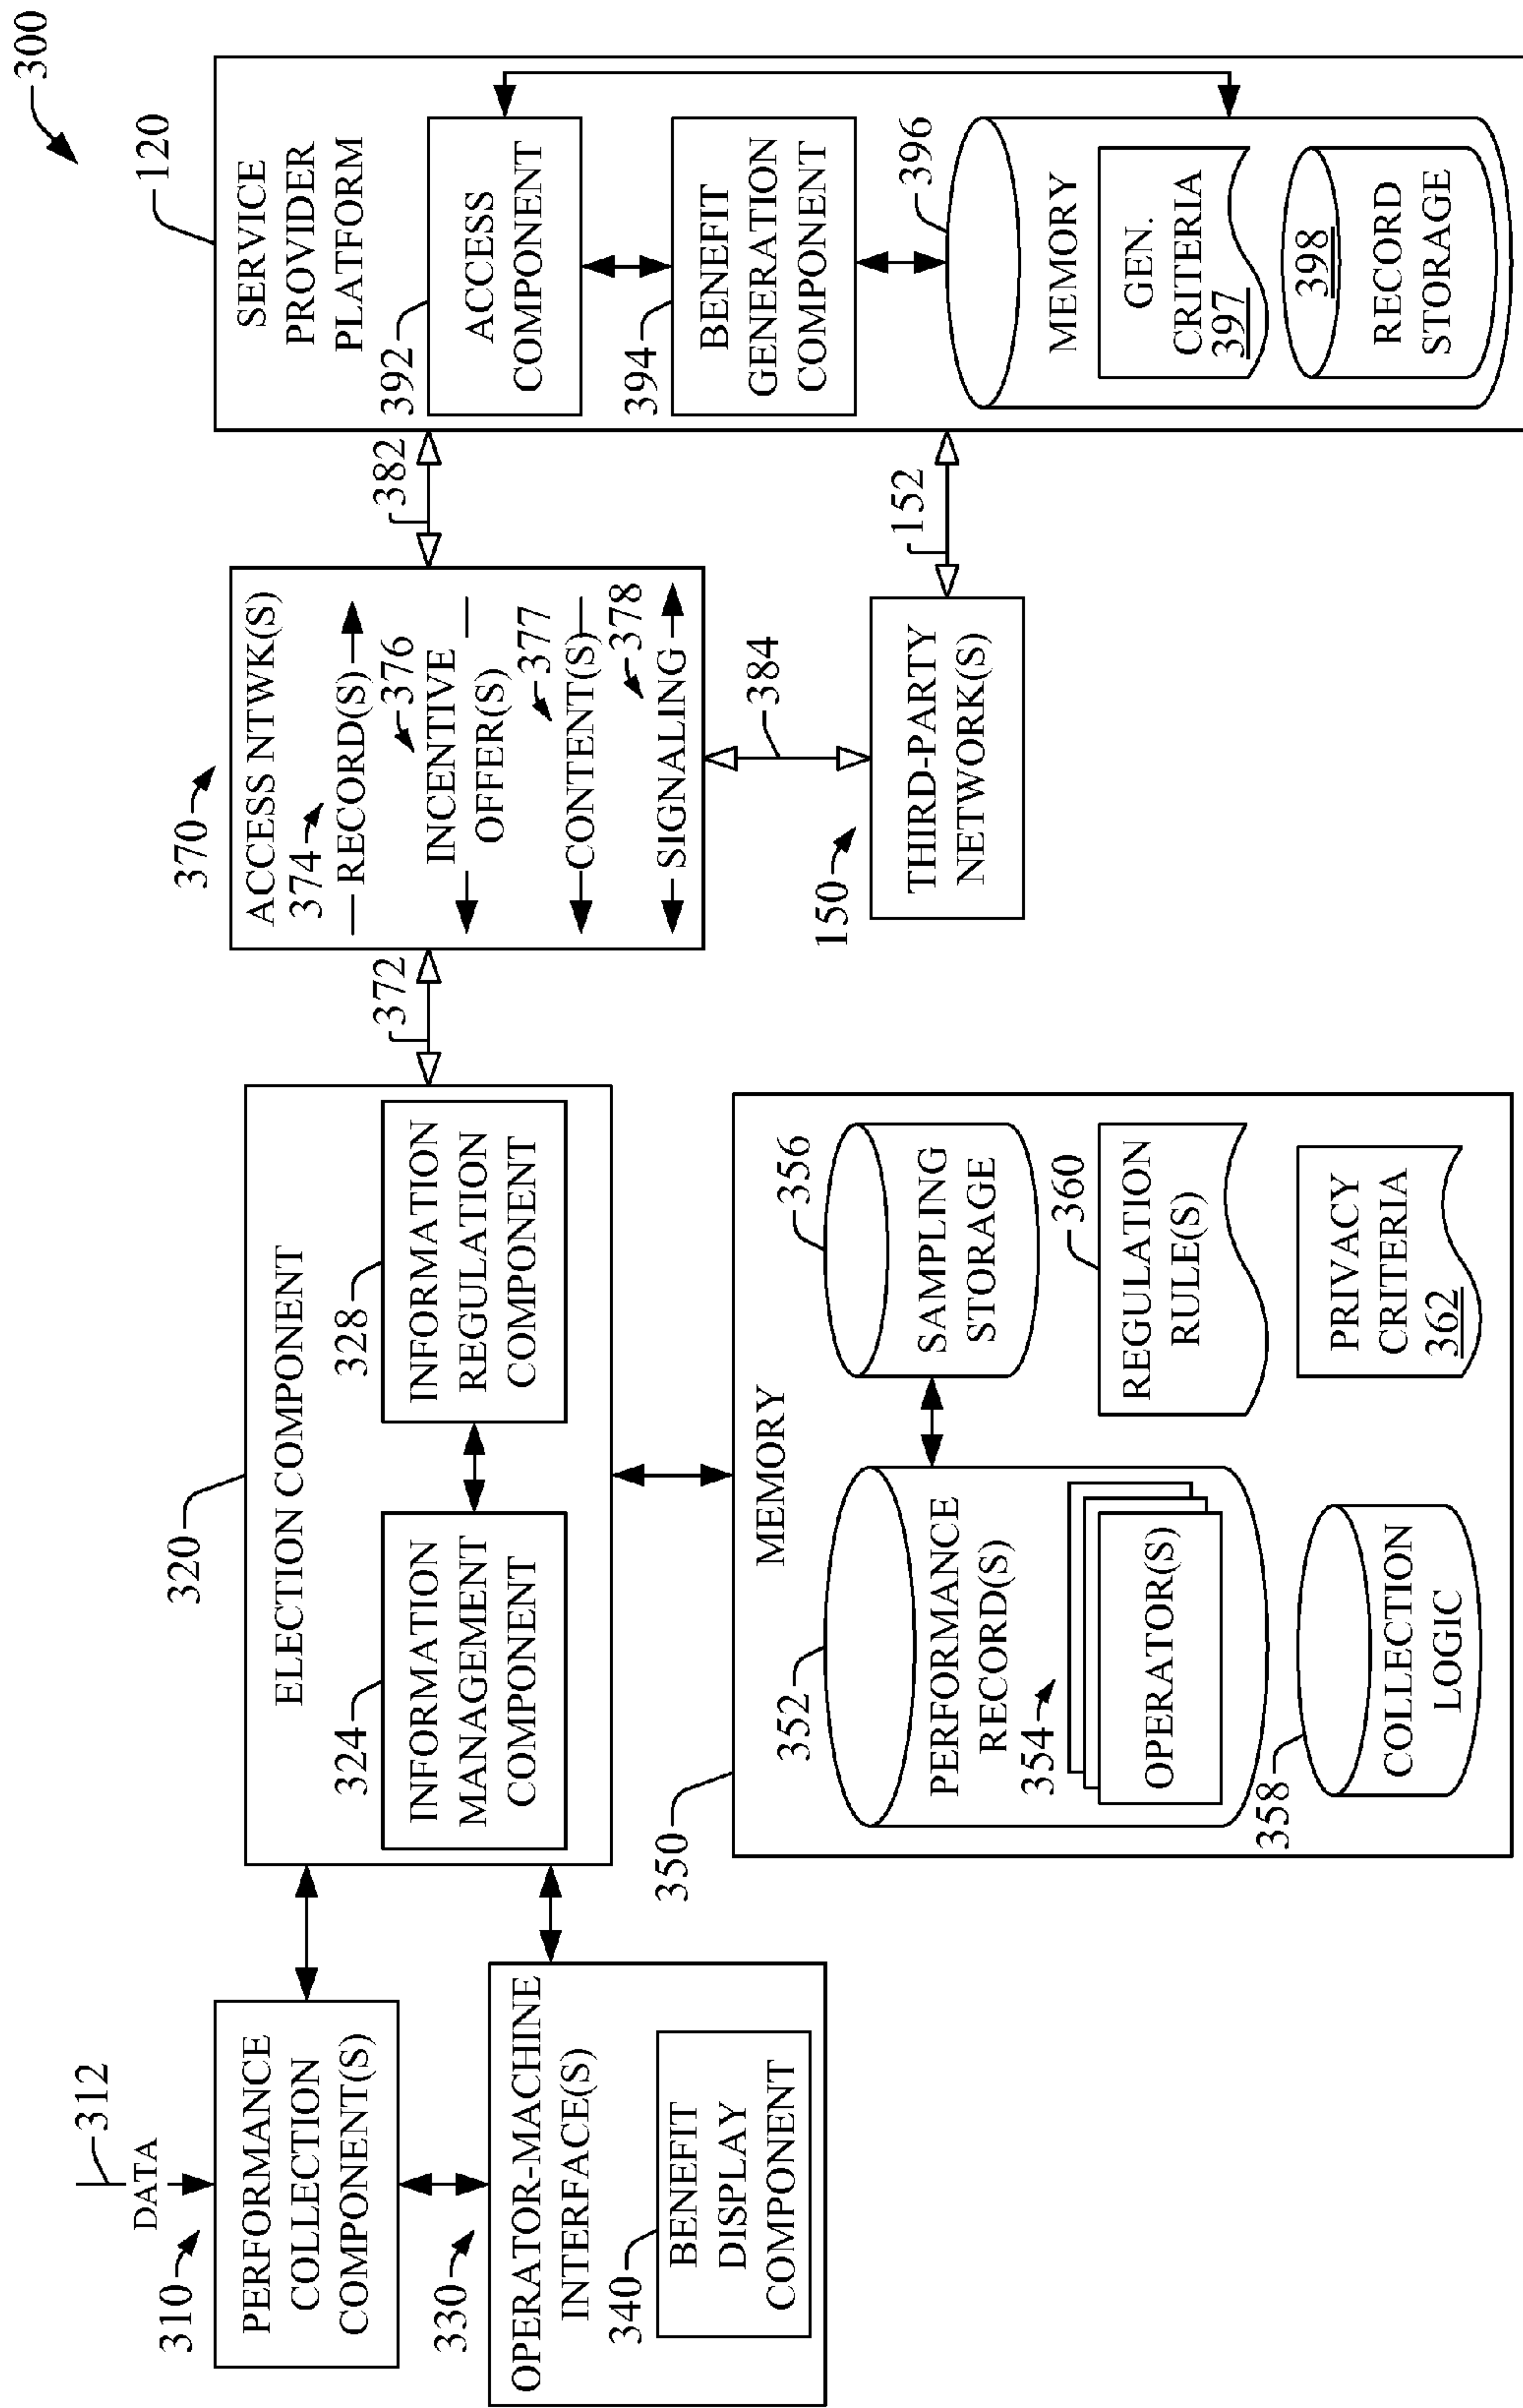 300
312
DATA
310
PERFORMANCE
COLLECTION
COMPONENT(S)
330
OPERATOR-MACHINE
INTERFACE(S)
340
BENEFIT
DISPLAY
COMPONENT
320
ELECTION COMPONENT
324
INFORMATION
MANAGEMENT
COMPONENT
328
INFORMATION
REGULATION
COMPONENT
350
MEMORY
352
PERFORMANCE
RECORD(S)
354
OPERATOR(S)
356
SAMPLING
STORAGE
358
COLLECTION
LOGIC
360
REGULATION
RULE(S)
PRIVACY
CRITERIA
362
372
370
ACCESS NTWK(S)
374
RECORD(S)
376
INCENTIVE
OFFER(S)
377
CONTENT(S)
378
SIGNALING
382
384
150
THIRD-PARTY
NETWORK(S)
152
120
SERVICE
PROVIDER
PLATFORM
392
ACCESS
COMPONENT
394
BENEFIT
GENERATION
COMPONENT
396
MEMORY
GEN.
CRITERIA
397
398
RECORD
STORAGE